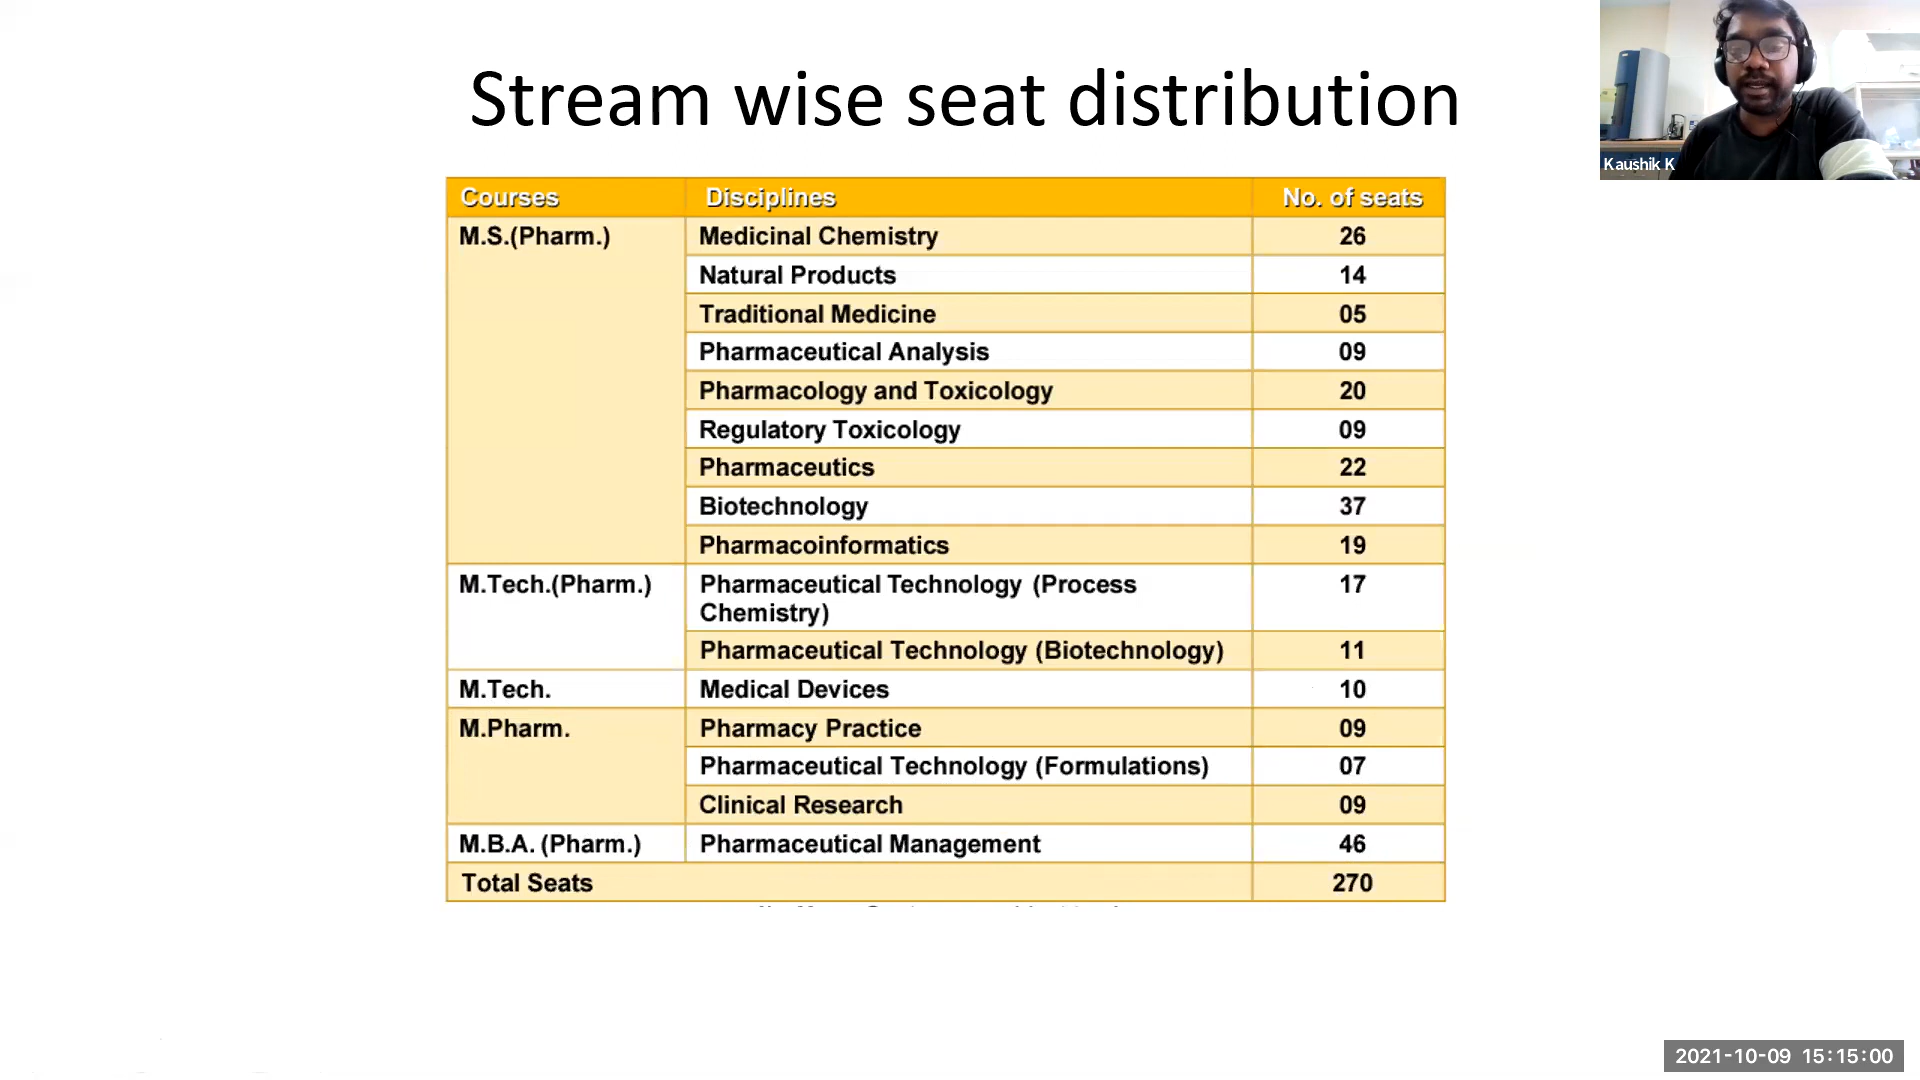 Stream wise seat distribution
Kaushik K
Courses Disciplines No. of seats
M.S.(Pharm.) Medicinal Chemistry 26
Natural Products 14
Traditional Medicine 05
Pharmaceutical Analysis 09
Pharmacology and Toxicology 20
Regulatory Toxicology 09
Pharmaceutics 22
Biotechnology 37
Pharmacoinformatics 19
M.Tech.(Pharm.) Pharmaceutical Technology (Process 17
Chemistry)
Pharmaceutical Technology (Biotechnology) 11
M.Tech. Medical Devices 10
M.Pharm. Pharmacy Practice 09
Pharmaceutical Technology (Formulations) 07
Clinical Research 09
M.B.A. (Pharm.) Pharmaceutical Management 46
Total Seats 270
2021-10-09 15:15:00